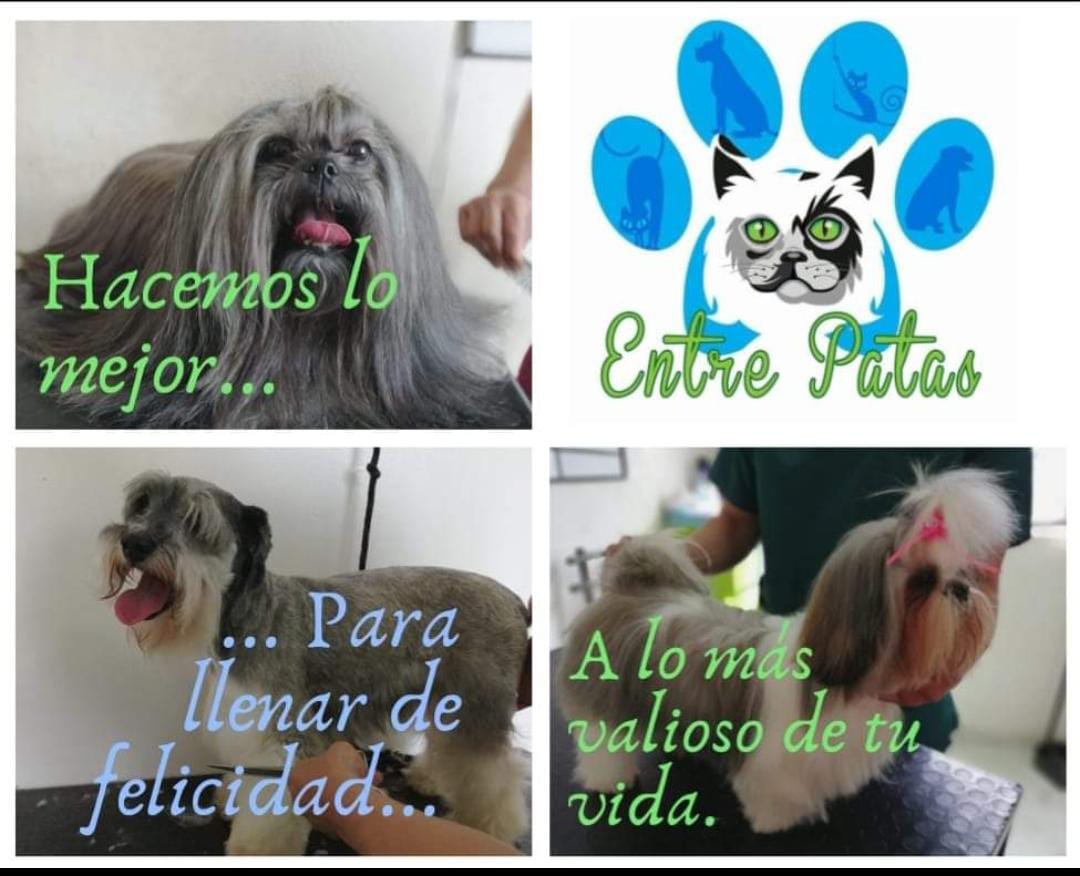 Hacemos lo
mejor...
Entre Patas
... Para
llenar de
felicidad...
A lo más
valioso de tu
vida.